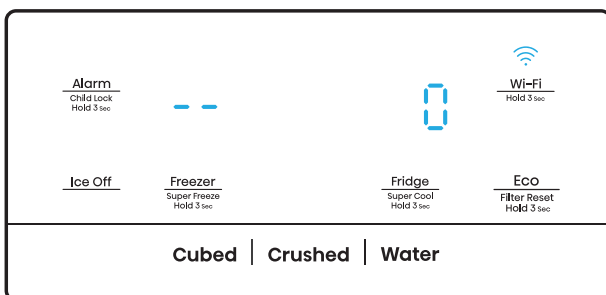 Alarm
Child Lock
Hold 3 Sec
-- 0
Wi-Fi
Hold 3 Sec
Ice Off
Freezer
Super Freeze
Hold 3 Sec
Fridge
Super Cool
Hold 3 Sec
Eco
Filter Reset
Hold 3 Sec
Cubed | Crushed | Water